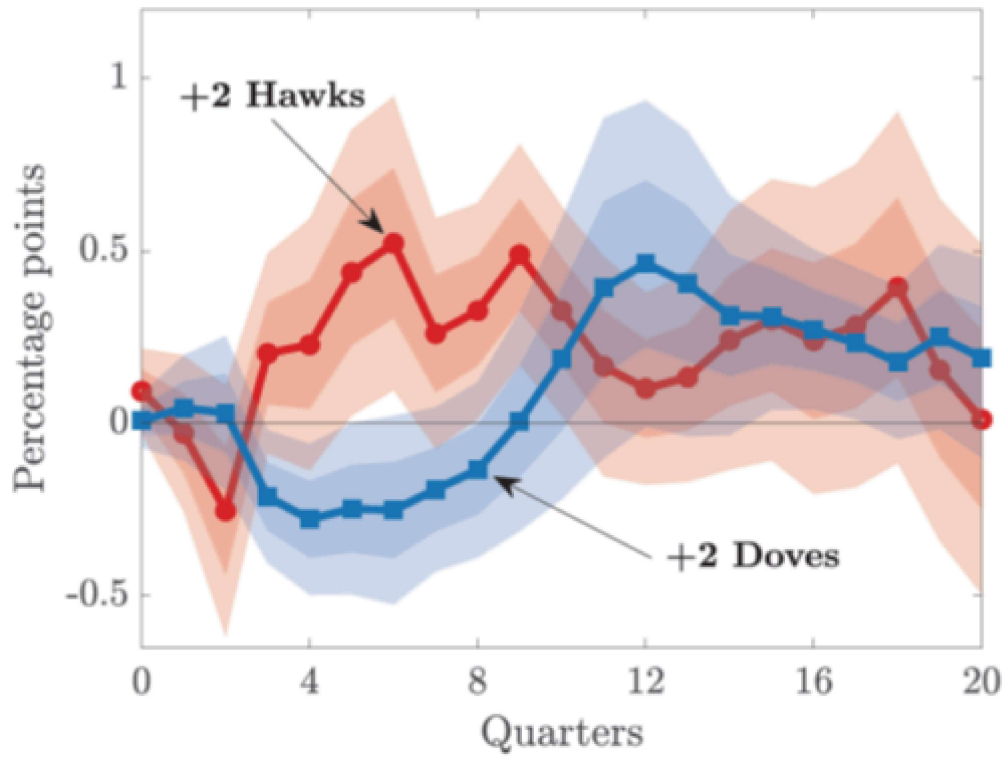 1
+2 Hawks
0.5
0
-0.5
+2 Doves
Percentage points
0 4 8 12 16 20
Quarters